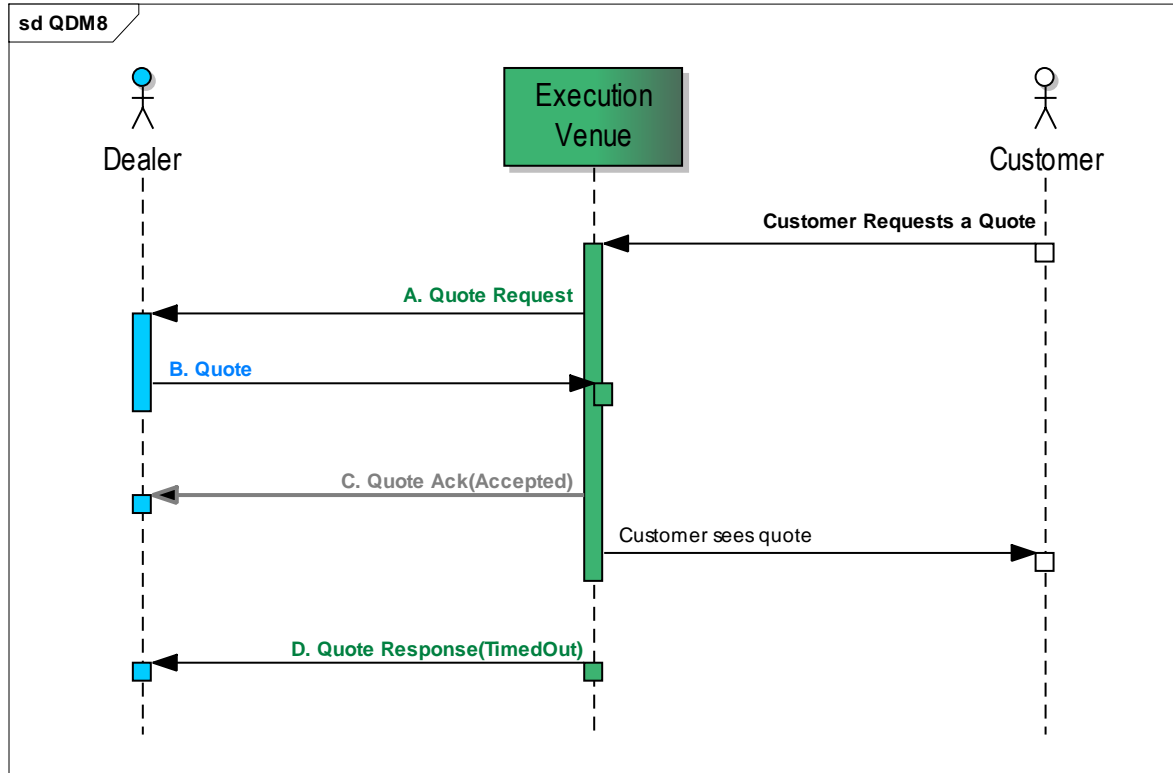 sd QDM8
Dealer
Execution
Venue
Customer
Customer Requests a Quote
A. Quote Request
B. Quote
C. Quote Ack(Accepted)
Customer sees quote
D. Quote Response(TimedOut)